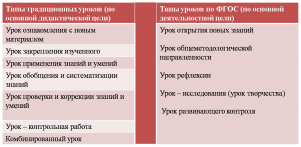 Типы традиционных уроков (по
основной дидактической цели)
Урок ознакомления с новым
материалом
Урок закрепления изученного
Урок применения знаний и умений
Урок обобщения и систематизации
знаний
Урок проверки и коррекции знаний и
умений
Урок – контрольная работа
Комбинированный урок
Типы уроков по ФГОС (по основной
деятельностной цели)
Урок открытия новых знаний
Урок общеметодологической
направленности
Урок рефлексии
Урок – исследования (урок творчества)
Урок развивающего контроля